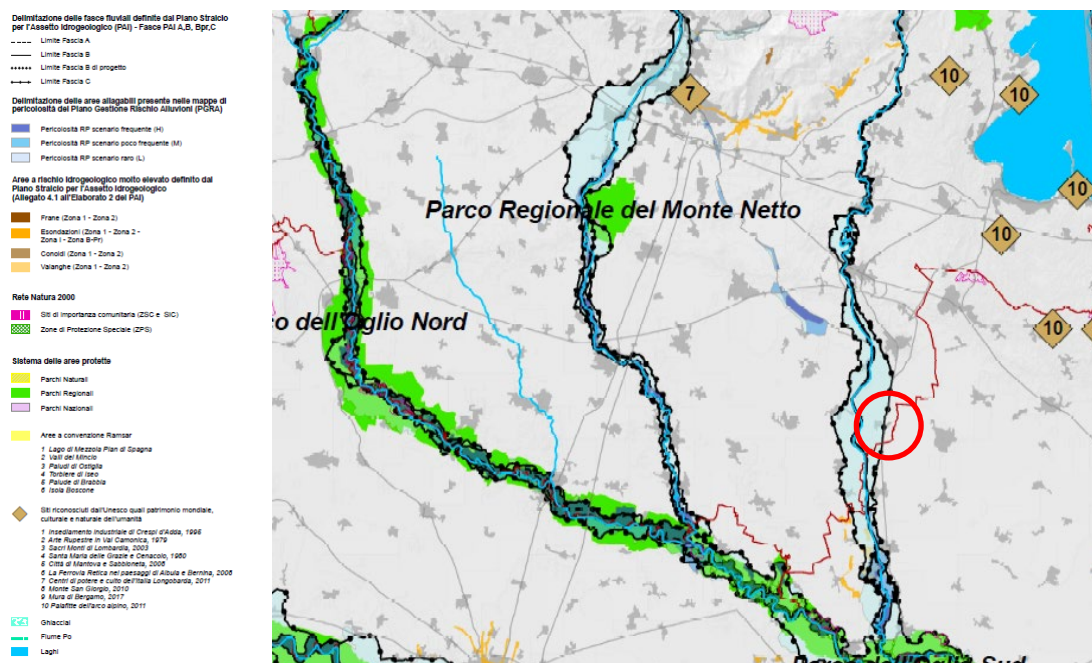 Delimitazione delle fasce fluviali definite dal Piano Stralcio
per l'Assetto Idrogeologico (PAI) - Fasce PAI A,B, Bpr,C
Limite Fascia A
Limite Fascia B
Limite Fascia B di progetto
Limite Fascia C
Delimitazione delle aree allagabili presente nelle mappe di
pericolosità del Piano Gestione Rischio Alluvioni (PGRA)
Pericolosità RP scenario frequente (H)
Pericolosità RP scenario poco frequente (M)
Pericolosità RP scenario raro (L)
Aree a rischio idrogeologico molto elevato definito dal
Piano Stralcio per l'Assetto Idrogeologico
(Allegato 4.1 all'Elaborato 2 del PAI)
Frane (Zona 1 - Zona 2)
Esondazioni (Zona 1 - Zona 2 -
Zona I - Zona B-Pr)
Conoidi (Zona 1 - Zona 2)
Valanghe (Zona 1 - Zona 2)
Rete Natura 2000
Siti di importanza comunitaria (ZSC e SIC)
Zone di Protezione Speciale (ZPS)
Sistema delle aree protette
Parchi Naturali
Parchi Regionali
Parchi Nazionali
Aree a convenzione Ramsar
1 Lago di Mezzola Pian di Spagna
2 Valli del Mincio
3 Paludi di Ostiglia
4 Torbiere di Iseo
5 Palude di Brabbia
6 Isola Boscone
Siti riconosciuti dall'Unesco quali patrimonio mondiale,
culturale e naturale dell'umanità
1 Insediamento industriale di Crespi d'Adda, 1995
2 Arte Rupestre in Val Camonica, 1979
3 Sacri Monti di Lombardia, 2003
4 Santa Maria delle Grazie e Cenacolo, 1980
5 Città di Mantova e Sabbioneta, 2008
6 La Ferrovia Retica nei paesaggi di Albula e Bernina, 2008
7 Centri di potere e culto dell'Italia Longobarda, 2011
8 Monte San Giorgio, 2010
9 Mura di Bergamo, 2017
10 Palafitte dell'arco alpino, 2011
Ghiacciai
Fiume Po
Laghi
7
10
10
10
10
10
Parco Regionale del Monte Netto
o dell'Oglio Nord
Parco dell'Oglio Sud